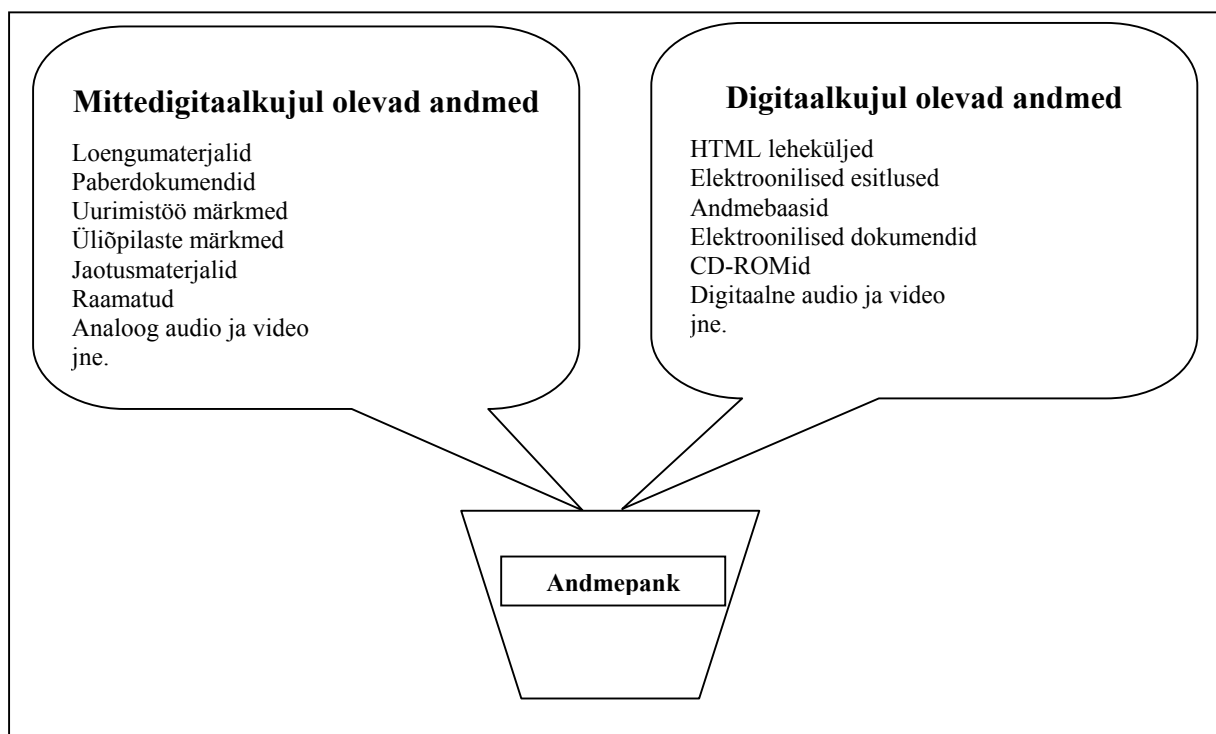 Mittedigitaalkujul olevad andmed
Loengumaterjalid
Paberdokumendid
Uurimistöö märkmed
Üliõpilaste märkmed
Jaotusmaterjalid
Raamatud
Analoog audio ja video
jne.
Digitaalkujul olevad andmed
HTML leheküljed
Elektroonilised esitlused
Andmebaasid
Elektroonilised dokumendid
CD-ROMid
Digitaalne audio ja video
jne.
Andmepank